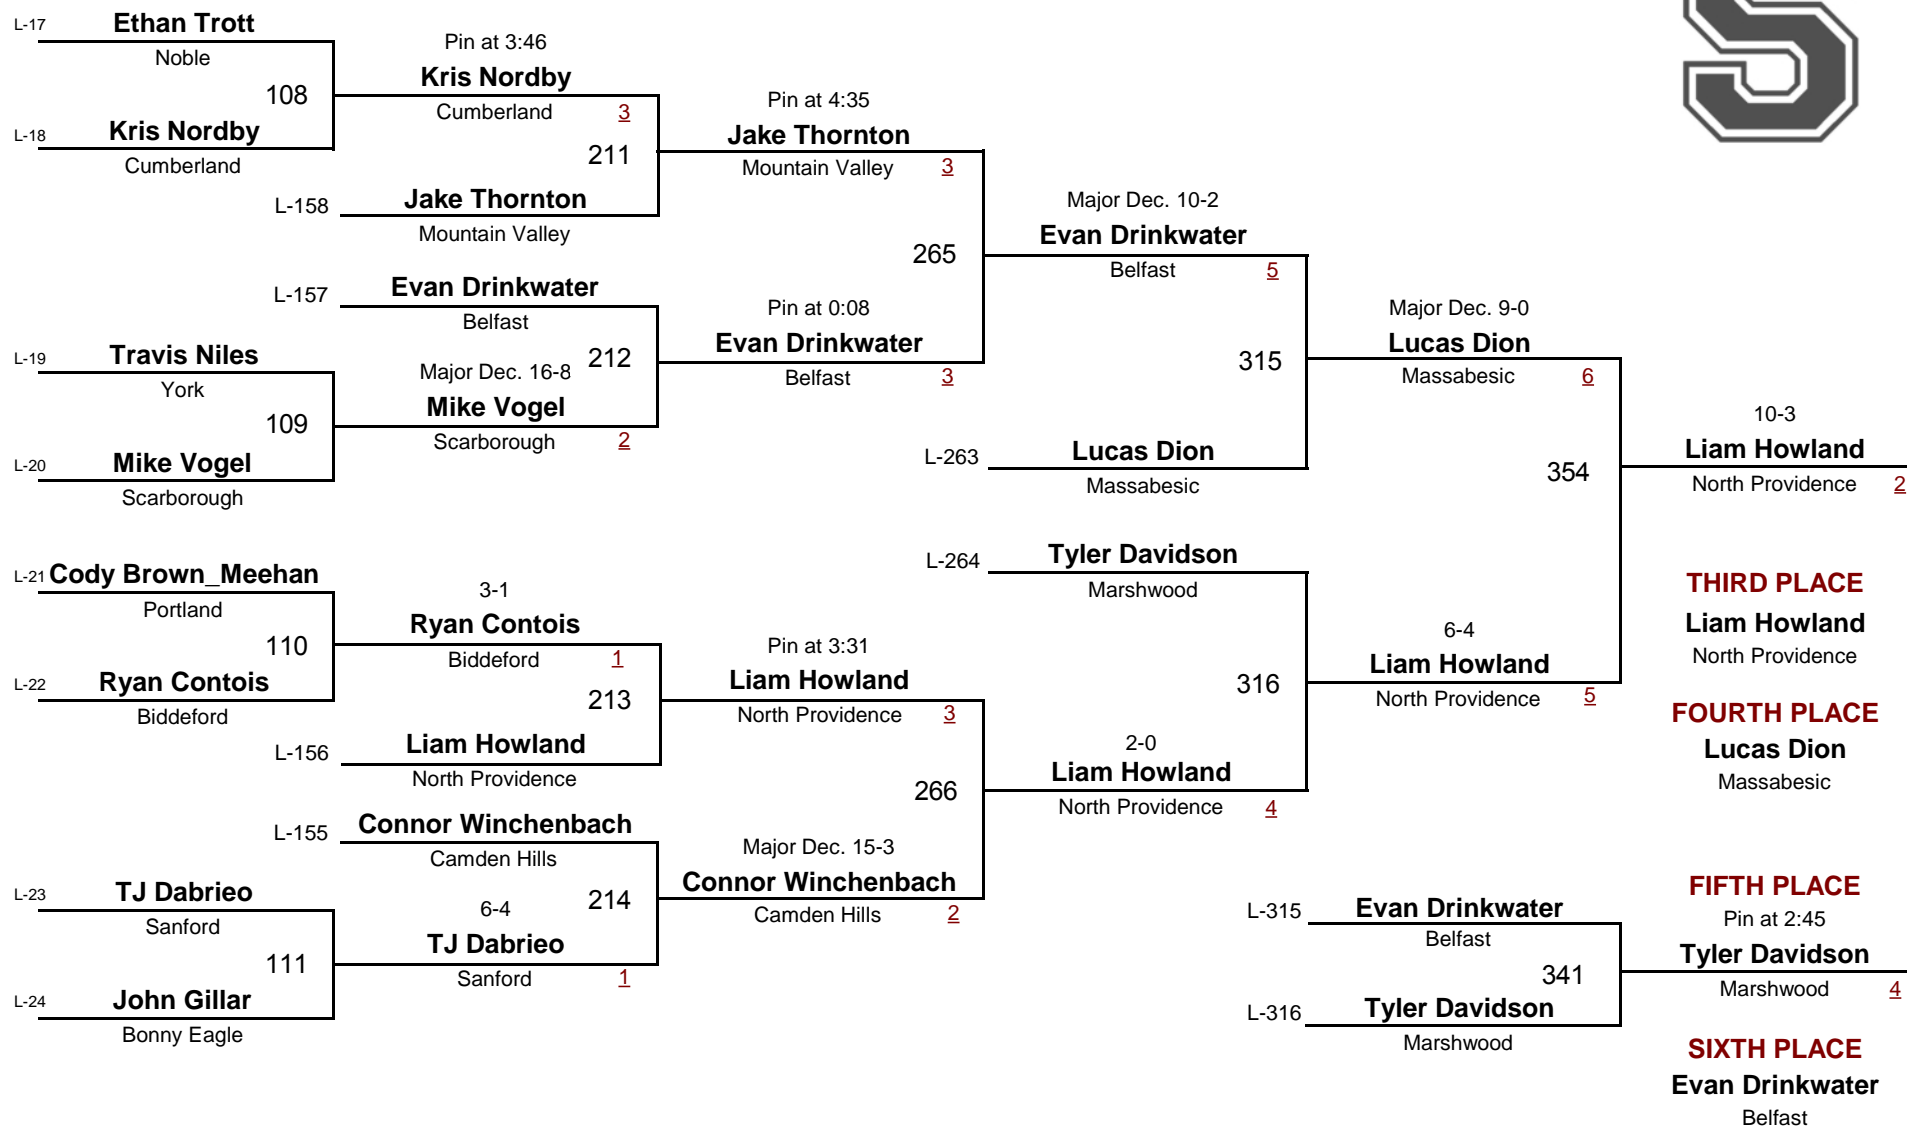 L-17 Ethan Trott
Noble
108
L-18 Kris Nordby
Cumberland
Pin at 3:46
Kris Nordby
Cumberland 3
211
L-158 Jake Thornton
Mountain Valley
Pin at 4:35
Jake Thornton
Mountain Valley 3
L-157 Evan Drinkwater
Belfast
212
L-19 Travis Niles
York
109
L-20 Mike Vogel
Scarborough
Major Dec. 16-8
Mike Vogel
Scarborough 2
Pin at 0:08
Evan Drinkwater
Belfast 3
265
Major Dec. 10-2
Evan Drinkwater
Belfast 5
315
L-263 Lucas Dion
Massabesic
Major Dec. 9-0
Lucas Dion
Massabesic 6
354
10-3
Liam Howland
North Providence 2
L-21 Cody Brown_Meehan
Portland
110
L-22 Ryan Contois
Biddeford
3-1
Ryan Contois
Biddeford 1
213
L-156 Liam Howland
North Providence
Pin at 3:31
Liam Howland
North Providence 3
266
L-155 Connor Winchenbach
Camden Hills
214
L-23 TJ Dabrieo
Sanford
111
L-24 John Gillar
Bonny Eagle
6-4
TJ Dabrieo
Sanford 1
Major Dec. 15-3
Connor Winchenbach
Camden Hills 2
L-264 Tyler Davidson
Marshwood
316
2-0
Liam Howland
North Providence 4
6-4
Liam Howland
North Providence 5
THIRD PLACE
Liam Howland
North Providence
FOURTH PLACE
Lucas Dion
Massabesic
L-315 Evan Drinkwater
Belfast
341
L-316 Tyler Davidson
Marshwood
FIFTH PLACE
Pin at 2:45
Tyler Davidson
Marshwood 4
SIXTH PLACE
Evan Drinkwater
Belfast
S